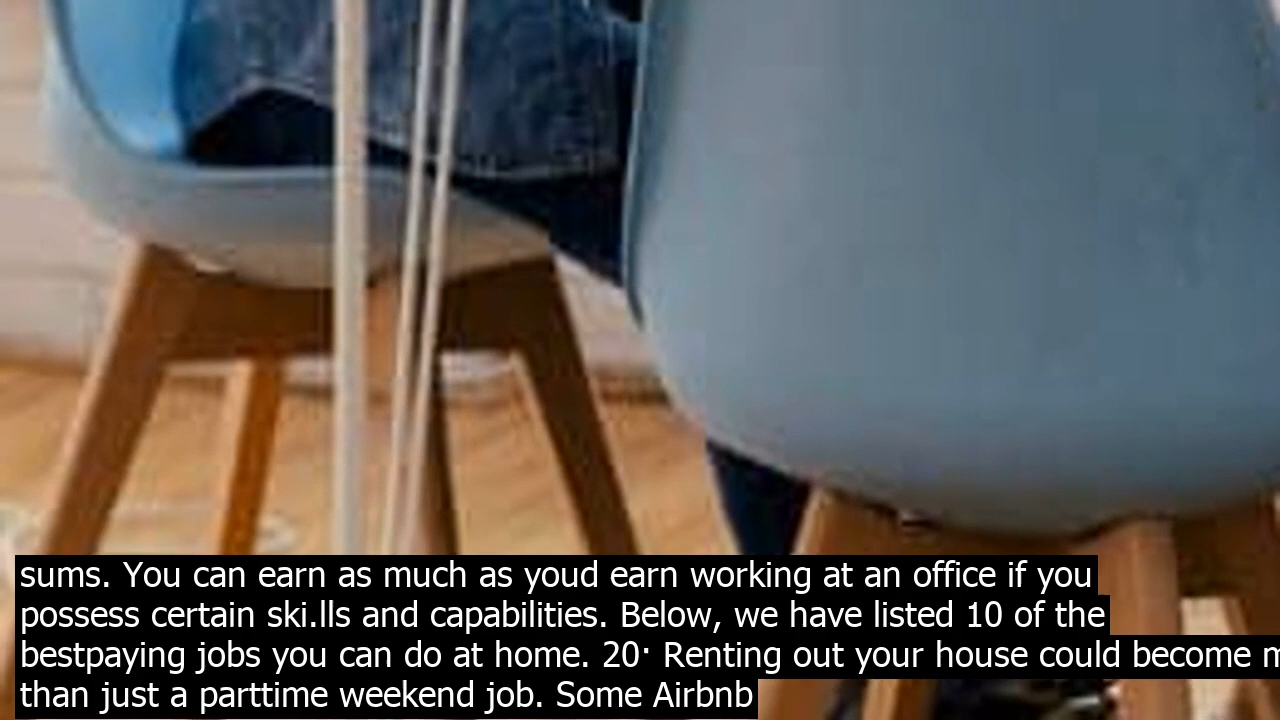 sums. You can earn as much as youd earn working at an office if you
possess certain ski.lls and capabilities. Below, we have listed 10 of the
bestpaying jobs you can do at home. 20· Renting out your house could become
than just a parttime weekend job. Some Airbnb